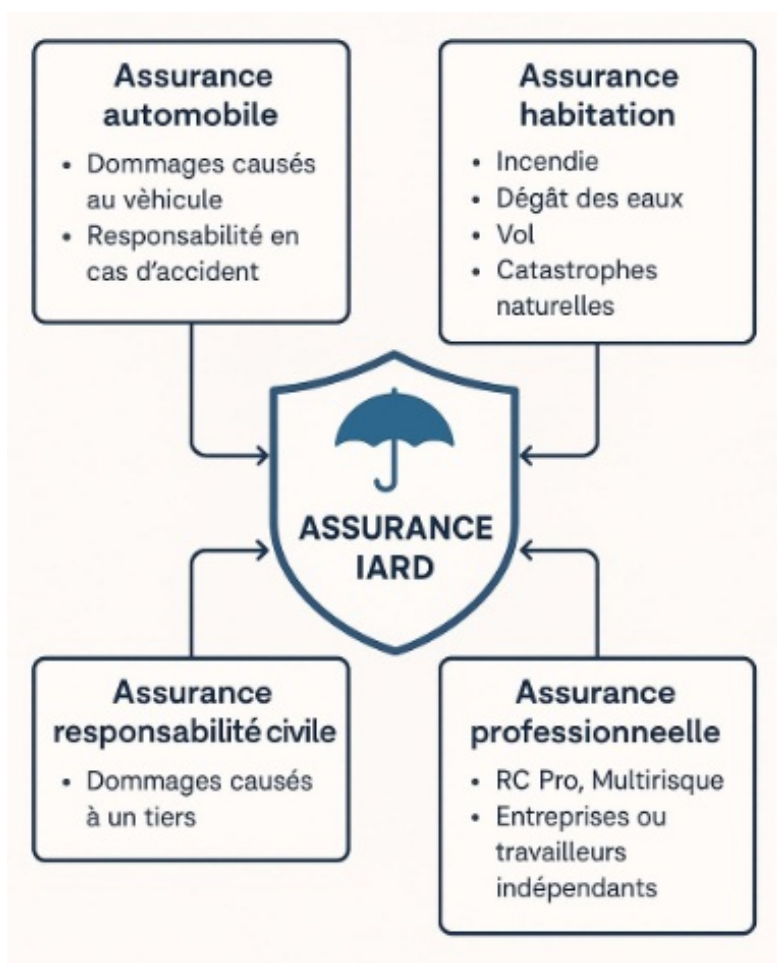 Assurance
automobile
• Dommages causés
au vèhicule
• Responsabilité en
cas d'accident
Assurance
habitation
• Incendie
• Dégât des eaux
• Vol
• Catastrophes
naturelles
ASSURANCE
IARD
Assurance
responsabilité civile
• Dommages causés
à un tiers
Assurance
professionneelle
• RC Pro, Multirisque
• Entreprises ou
travailleurs
indépendants